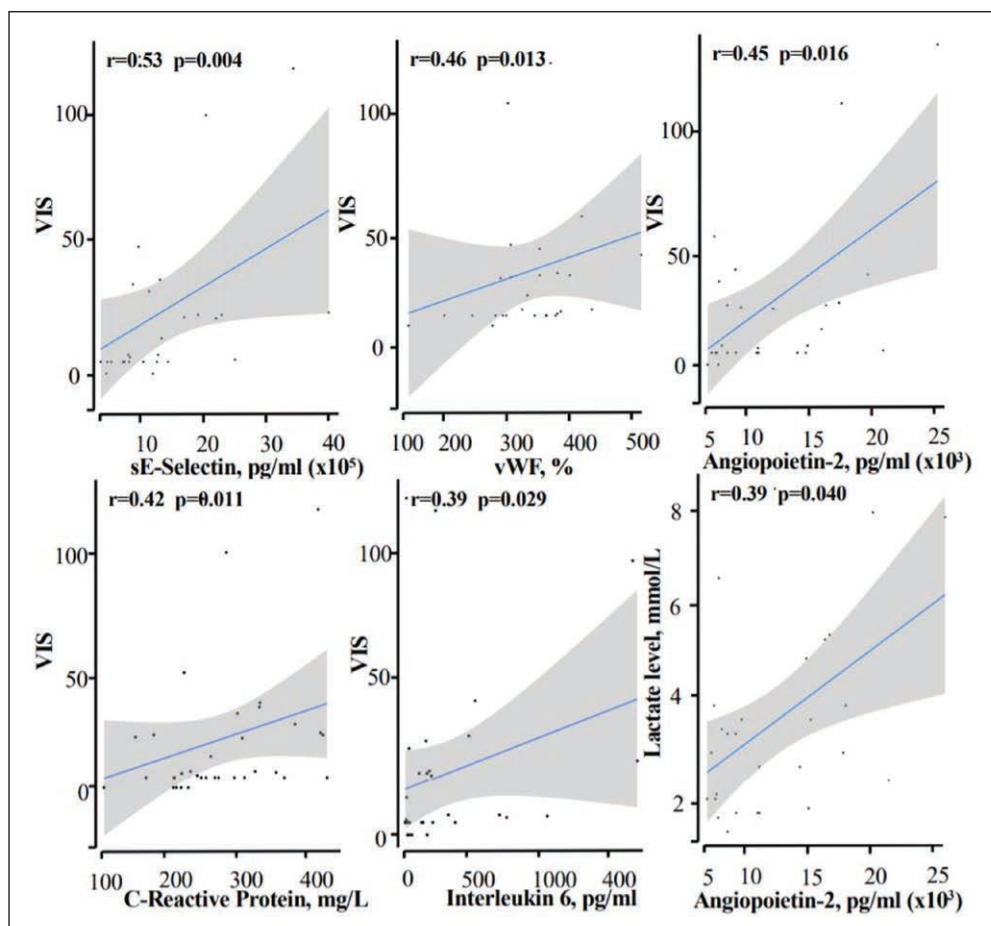 r=0.53 p=0.004
VIS
100
50
0
10
20
30
40
sE-Selectin, pg/ml (x10⁵)
r=0.46 p=0.013
VIS
100
50
0
100
200
300
400
500
vWF, %
r=0.45 p=0.016
VIS
100
50
0
5
10
15
20
25
Angiopoietin-2, pg/ml (x10³)
r=0.42 p=0.011
VIS
100
50
0
100
200
300
400
C-Reactive Protein, mg/L
r=0.39 p=0.029
VIS
100
50
0
0
500
1000
500
Interleukin 6, pg/ml
r=0.39 p=0.040
Lactate level, mmol/L
8
6
4
2
5
10
15
20
25
Angiopoietin-2, pg/ml (x10³)